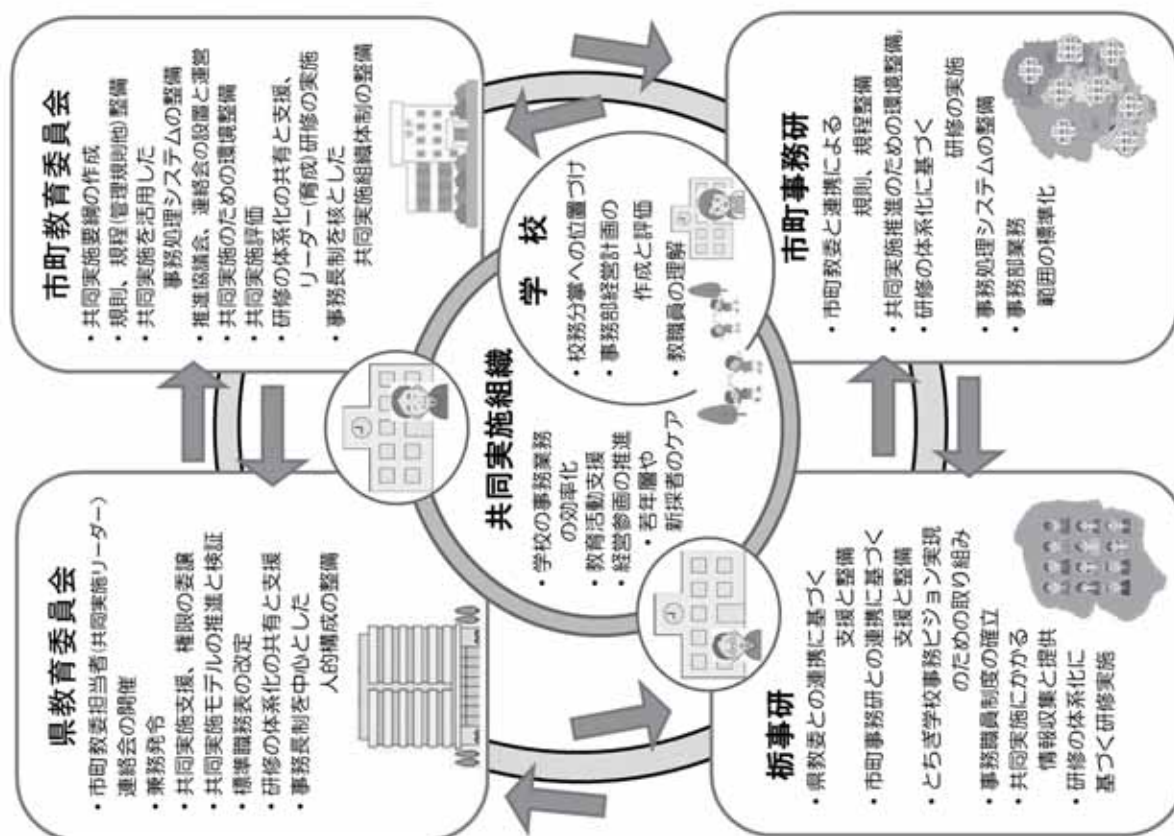 県教育委員会
・市町教委担当者(共同実施リーダー)
連絡会の開催
・兼務発令
・共同実施支援、権限の委譲
・共同実施モデルの推進と検証
・標準職務表の改定
・研修の体系化の共有と支援
・事務長制を中心とした
人的構成の整備
市町教育委員会
・共同実施要綱の作成
・規則、規程(管理規則他)整備
・共同実施を活用した
事務処理システムの整備
・推進協議会、連絡会の設置と運営
・共同実施のための環境整備
・共同実施評価
・研修の体系化の共有と支援、
リーダー(育成)研修の実施
・事務長制を核とした
共同実施組織体制の整備
共同実施組織
・学校の事務業務
の効率化
・教育活動支援
・経営参画の推進
・若年層や
新採者のケア
学校
・校務分掌への位置づけ
・事務部経営計画の
作成と評価
・教職員の理解
栃事研
・県教委との連携に基づく
支援と整備
・市町事務研との連携に基づく
支援と整備
・とちぎ学校事務ビジョン実現
のための取り組み
・事務職員制度の確立
・共同実施にかかる
情報収集と提供
・研修の体系化に
基づく研修実施
市町事務研
・市町教委と連携による
規則、規程整備
・共同実施推進のための環境整備、
・研修の体系化に基づく
研修の実施
・事務処理システムの整備
・事務部業務
範囲の標準化